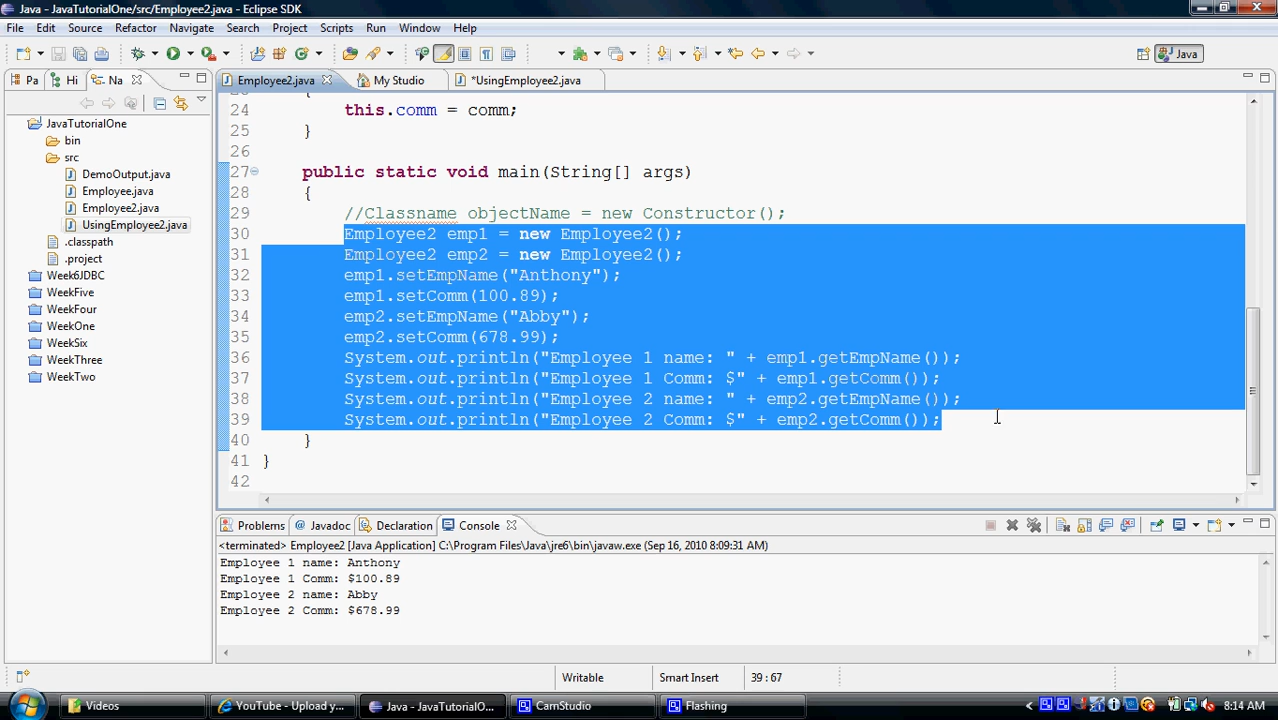 Java - JavaTutorialOne/src/Employee2.java - Eclipse SDK
File Edit Source Refactor Navigate Search Project Scripts Run Window Help
Java
Pa Hi Na
Employee2.java My Studio *UsingEmployee2.java
JavaTutorialOne
bin
src
DemoOutput.java
Employee.java
Employee2.java
UsingEmployee2.java
.classpath
.project
Week6JDBC
WeekFive
WeekFour
WeekOne
WeekSix
WeekThree
WeekTwo
24 this.comm = comm;
25 }
26
27 public static void main(String[] args)
28 {
29 //Classname objectName = new Constructor();
30 Employee2 emp1 = new Employee2();
31 Employee2 emp2 = new Employee2();
32 emp1.setEmpName("Anthony");
33 emp1.setComm(100.89);
34 emp2.setEmpName("Abby");
35 emp2.setComm(678.99);
36 System.out.println("Employee 1 name: " + emp1.getEmpName());
37 System.out.println("Employee 1 Comm: $" + emp1.getComm());
38 System.out.println("Employee 2 name: " + emp2.getEmpName());
39 System.out.println("Employee 2 Comm: $" + emp2.getComm());
40 }
41 }
42
Problems @ Javadoc Declaration Console
<terminated> Employee2 [Java Application] C:\Program Files\Java\jre6\bin\javaw.exe (Sep 16, 2010 8:09:31 AM)
Employee 1 name: Anthony
Employee 1 Comm: $100.89
Employee 2 name: Abby
Employee 2 Comm: $678.99
Writable Smart Insert 39 : 67
Videos YouTube - Upload y... Java - JavaTutorialO... CamStudio Flashing 8:14 AM